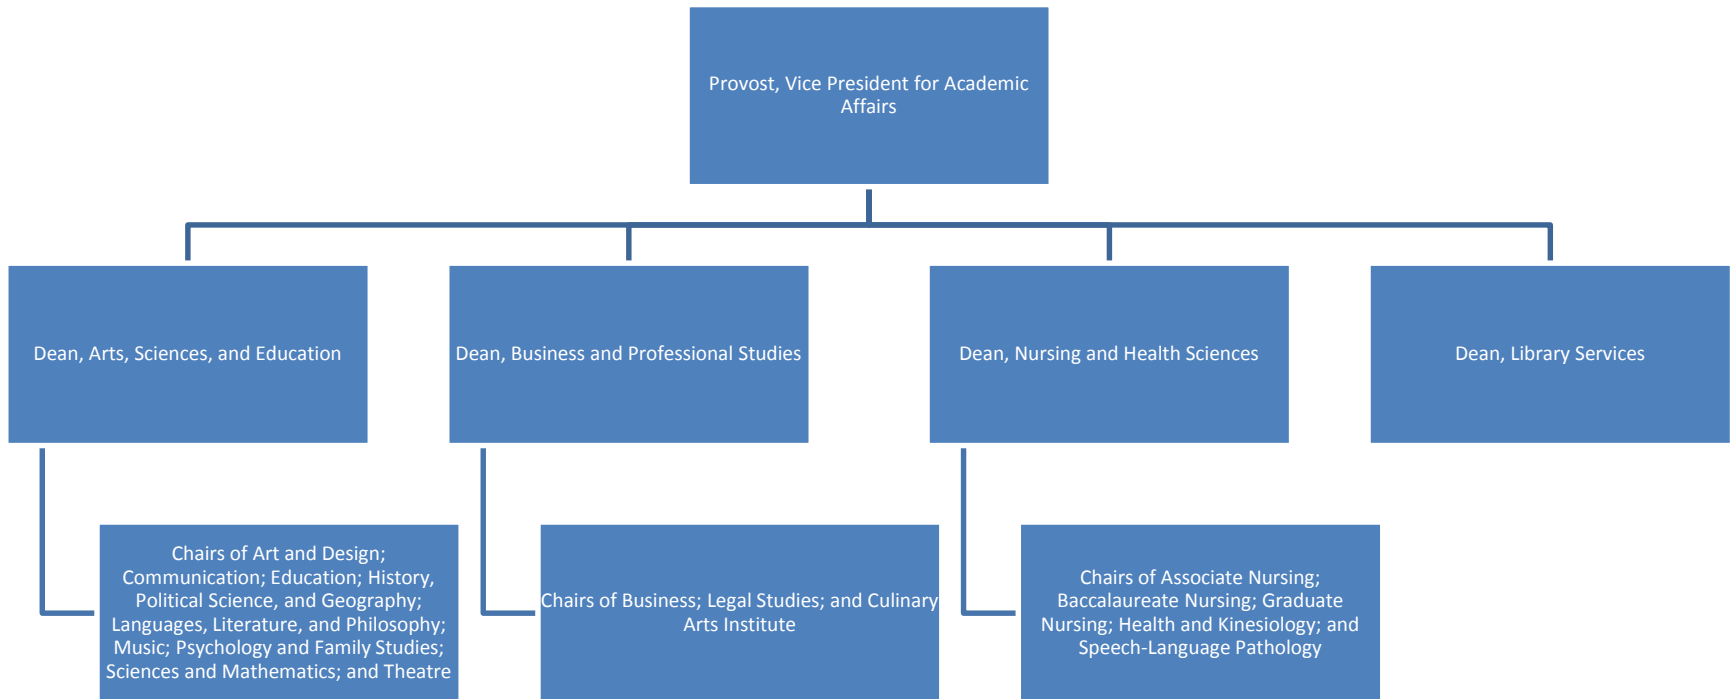 Provost, Vice President for Academic
Affairs
Dean, Arts, Sciences, and Education
Dean, Business and Professional Studies
Dean, Nursing and Health Sciences
Dean, Library Services
Chairs of Art and Design;
Communication; Education; History,
Political Science, and Geography;
Languages, Literature, and Philosophy;
Music; Psychology and Family Studies;
Sciences and Mathematics; and Theatre
Chairs of Business; Legal Studies; and Culinary
Arts Institute
Chairs of Associate Nursing;
Baccalaureate Nursing; Graduate
Nursing; Health and Kinesiology; and
Speech-Language Pathology